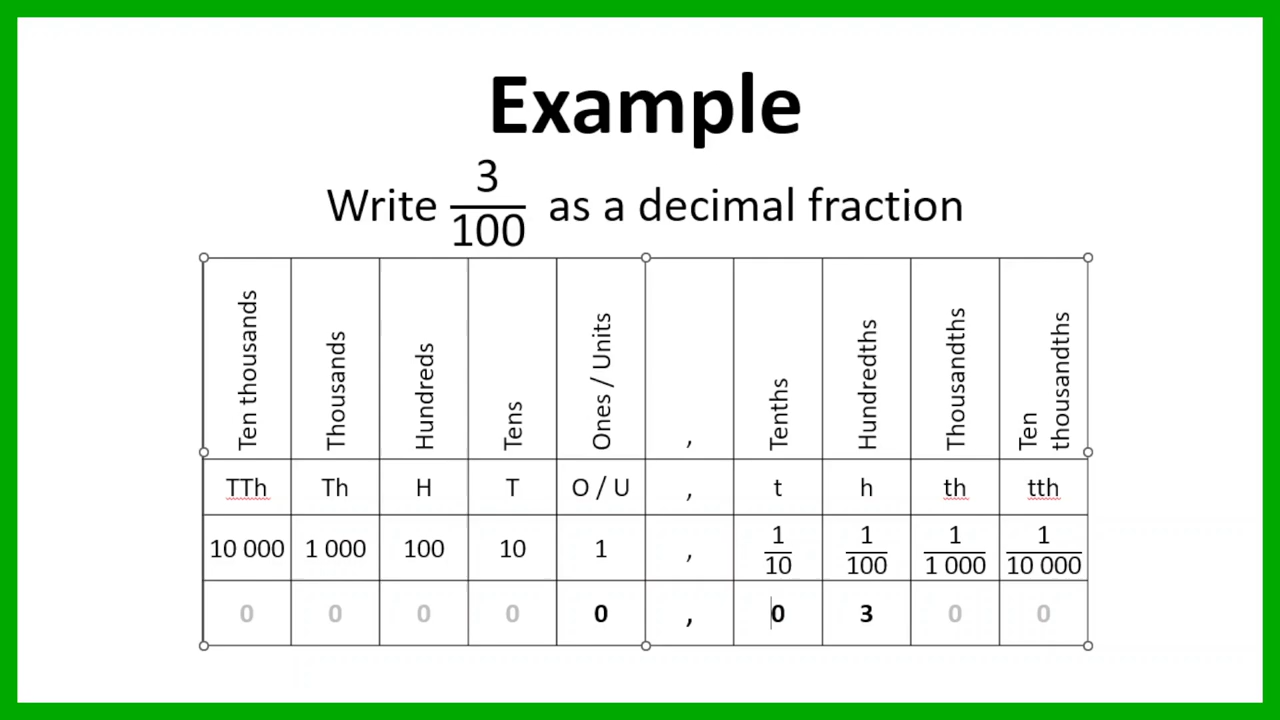 Example
Write 3/100 as a decimal fraction
Ten thousands Thousands Hundreds Tens Ones / Units , Tenths Hundredths Thousandths Ten thousandths
TTh Th H T O / U , t h th tth
10 000 1 000 100 10 1 , 1/10 1/100 1/1 000 1/10 000
0 0 0 0 0 , 0 3 0 0